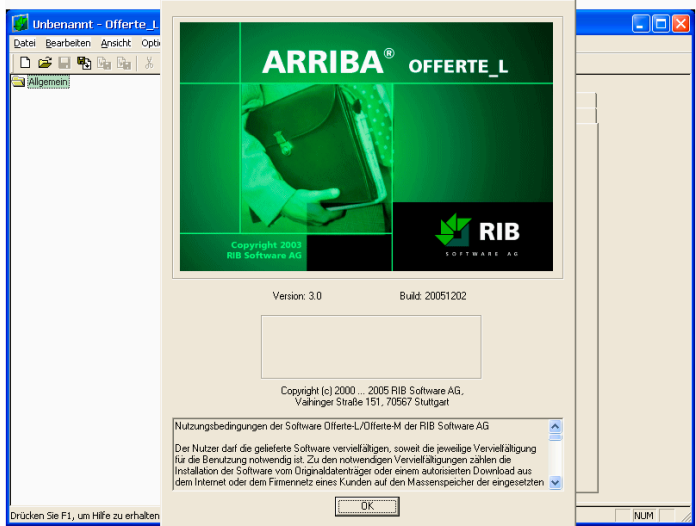 Unbenannt - Offerte_L
Datei Bearbeiten Ansicht
Allgemein
ARRIBA® OFFERTE_L
Copyright 2003
RIB Software AG
RIB
SOFTWARE AG
Version: 3.0 Build: 20051202
Copyright (c) 2000 ... 2005 RIB Software AG,
Vaihinger Straße 151, 70567 Stuttgart
Nutzungsbedingungen der Software Offerte-L/Offerte-M der RIB Software AG
Der Nutzer darf die gelieferte Software vervielfältigen, soweit die jeweilige Vervielfältigung
für die Benutzung notwendig ist. Zu den notwendigen Vervielfältigungen zählen die
Installation der Software vom Originaldatenträger oder einem autorisierten Download aus
dem Internet oder dem Firmennetz eines Kunden auf den Massenspeicher der eingesetzten
OK
Drücken Sie F1, um Hilfe zu erhalten NUM